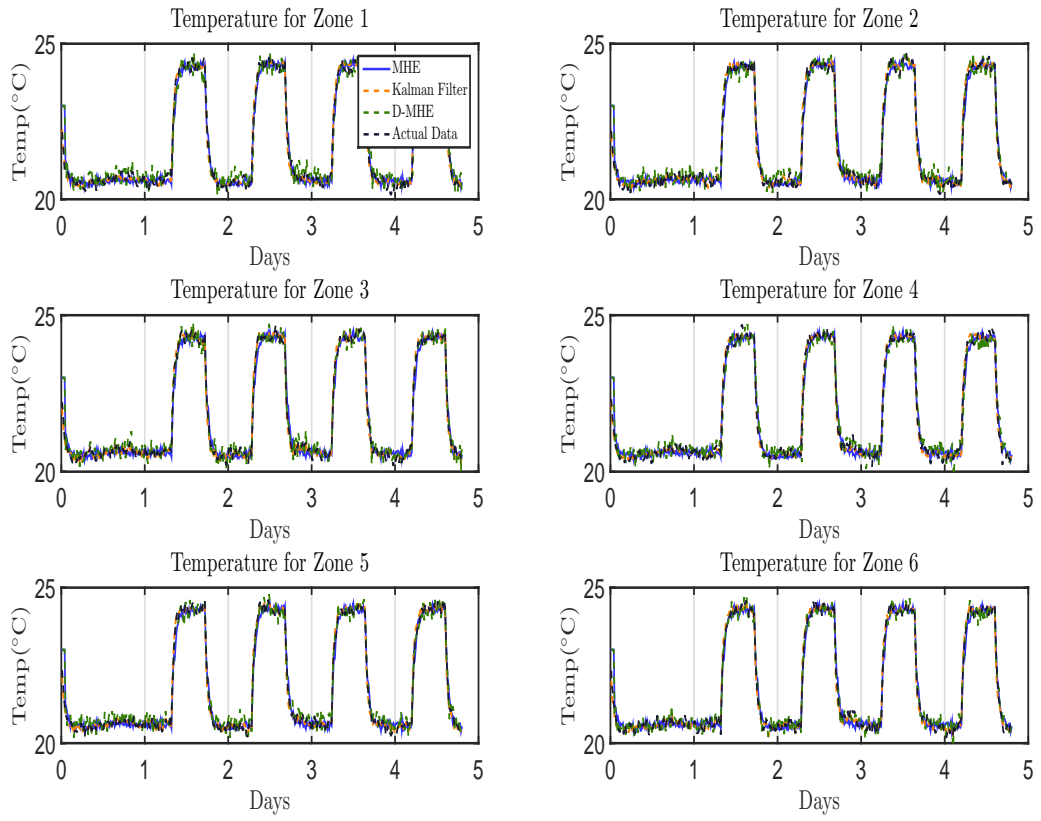 Temperature for Zone 1
25
20
Temp(°C)
0 1 2 3 4 5
Days
MHE
Kalman Filter
D-MHE
Actual Data
Temperature for Zone 2
25
20
Temp(°C)
0 1 2 3 4 5
Days
Temperature for Zone 3
25
20
Temp(°C)
0 1 2 3 4 5
Days
Temperature for Zone 4
25
20
Temp(°C)
0 1 2 3 4 5
Days
Temperature for Zone 5
25
20
Temp(°C)
0 1 2 3 4 5
Days
Temperature for Zone 6
25
20
Temp(°C)
0 1 2 3 4 5
Days